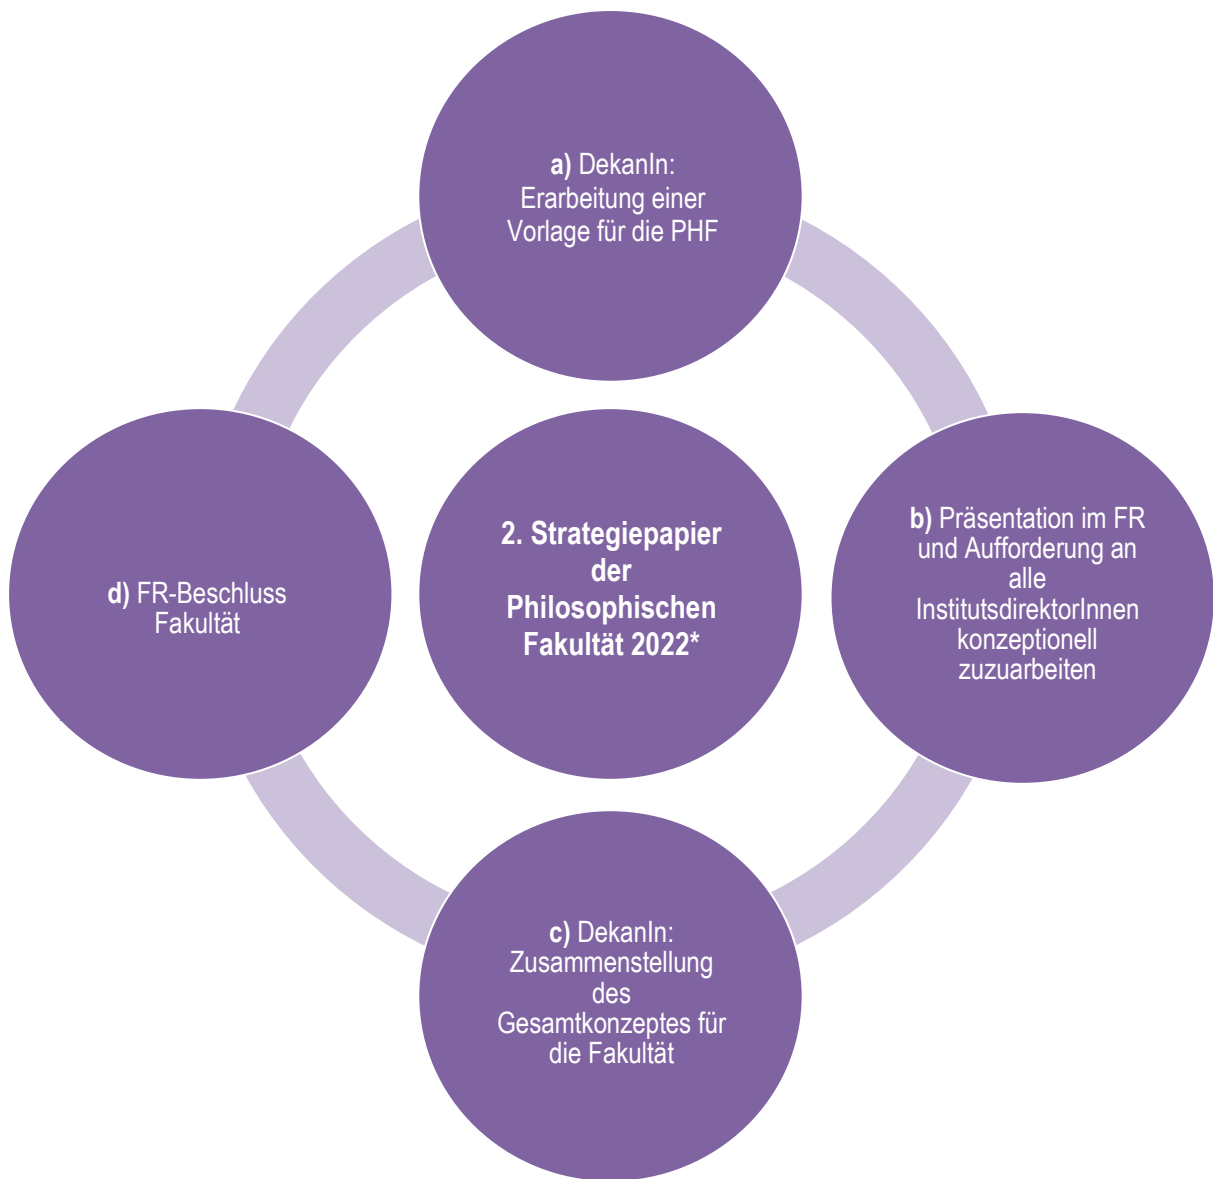 a) DekanIn:
Erarbeitung einer
Vorlage für die PHF
b) Präsentation im FR
und Aufforderung an
alle
InstitutsdirektorInnen
konzeptionell
zuzuarbeiten
2. Strategiepapier
der
Philosophischen
Fakultät 2022*
d) FR-Beschluss
Fakultät
c) DekanIn:
Zusammenstellung
des
Gesamtkonzeptes für
die Fakultät